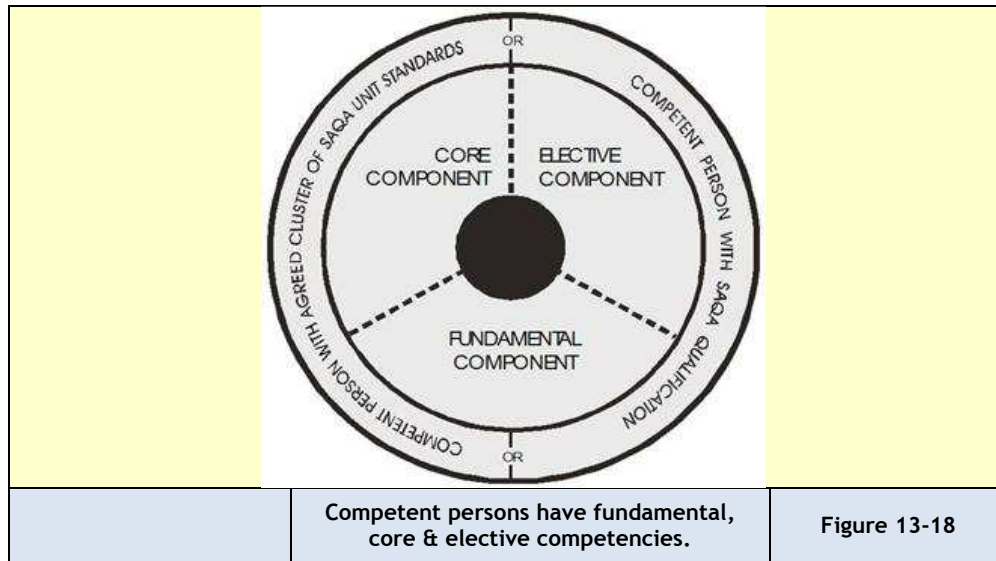 OR
COMPETENT PERSON WITH AGREED CLUSTER OF SAQA UNIT STANDARDS
COMPETENT PERSON WITH SAQA QUALIFICATION
CORE
COMPONENT
ELECTIVE
COMPONENT
FUNDAMENTAL
COMPONENT
OR
Competent persons have fundamental,
core & elective competencies.
Figure 13-18